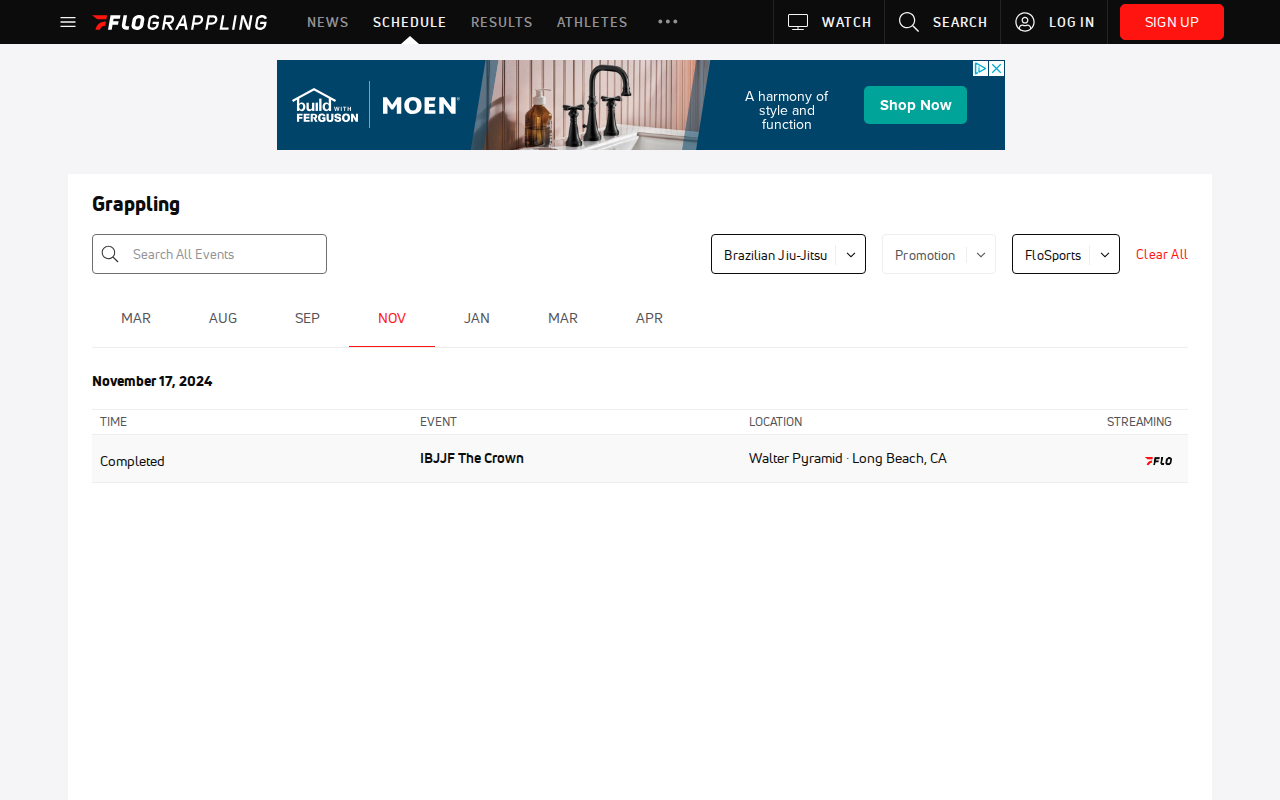 FLOGRAPPLING NEWS SCHEDULE RESULTS ATHLETES WATCH SEARCH LOG IN SIGN UP
build WITH FERGUSON MOEN
A harmony of
style and
function
Shop Now
Grappling
Search All Events Brazilian Jiu-Jitsu Promotion FloSports Clear All
MAR AUG SEP NOV JAN MAR APR
November 17, 2024
TIME EVENT LOCATION STREAMING
Completed IBJJF The Crown Walter Pyramid · Long Beach, CA FLO